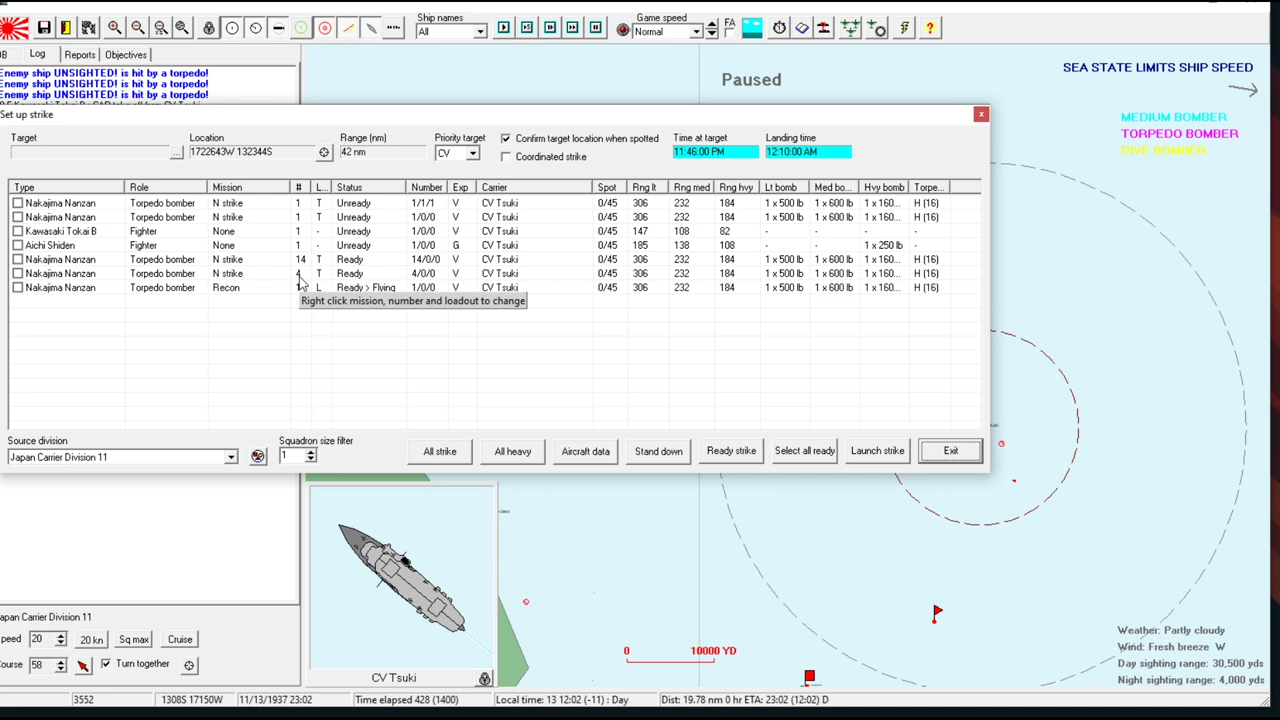 Ship names
All
Game speed
Normal
FA
OB Log Reports Objectives
Enemy ship UNSIGHTED! is hit by a torpedo!
Enemy ship UNSIGHTED! is hit by a torpedo!
Enemy ship UNSIGHTED! is hit by a torpedo!
Paused
SEA STATE LIMITS SHIP SPEED
MEDIUM BOMBER
TORPEDO BOMBER
DIVE BOMBER
Set up strike
x
Target Location Range (nm) Priority target Confirm target location when spotted Time at target Landing time
... 1722643W 132344S 42 nm CV Coordinated strike 11:46:00 PM 12:10:00 AM
Type Role Mission # L... Status Number Exp Carrier Spot Rng lt Rng med Rng hvy Lt bomb Med bo... Hvy bomb Torpe...
Nakajima Nanzan Torpedo bomber N strike 1 T Unready 1/1/1 V CV Tsuki 0/45 306 232 184 1 x 500 lb 1 x 600 lb 1 x 160... H (16)
Nakajima Nanzan Torpedo bomber N strike 1 T Unready 1/0/0 V CV Tsuki 0/45 306 232 184 1 x 500 lb 1 x 600 lb 1 x 160... H (16)
Kawasaki Tokai B Fighter None 1 - Unready 1/0/0 V CV Tsuki 0/45 147 108 82 - - - -
Aichi Shiden Fighter None 1 - Unready 1/0/0 G CV Tsuki 0/45 185 138 108 - - 1 x 250 lb -
Nakajima Nanzan Torpedo bomber N strike 14 T Ready 14/0/0 V CV Tsuki 0/45 306 232 184 1 x 500 lb 1 x 600 lb 1 x 160... H (16)
Nakajima Nanzan Torpedo bomber N strike 4 T Ready 4/0/0 V CV Tsuki 0/45 306 232 184 1 x 500 lb 1 x 600 lb 1 x 160... H (16)
Nakajima Nanzan Torpedo bomber Recon 1 L Ready > Flying 1/0/0 V CV Tsuki 0/45 306 232 184 1 x 500 lb 1 x 600 lb 1 x 160... H (16)
Right click mission, number and loadout to change
Source division Squadron size filter
Japan Carrier Division 11 1 All strike All heavy Aircraft data Stand down Ready strike Select all ready Launch strike Exit
CV Tsuki
apan Carrier Division 11
peed 20 20 kn Sq max Cruise
Course 58 Turn together
0 10000 YD
Weather: Partly cloudy
Wind: Fresh breeze W
Day sighting range: 30,500 yds
Night sighting range: 4,000 yds
3552 1308S 17150W 11/13/1937 23:02 Time elapsed 428 (1400) Local time: 13 12:02 (-11) : Day Dist: 19.78 nm 0 hr ETA: 23:02 (12:02) D